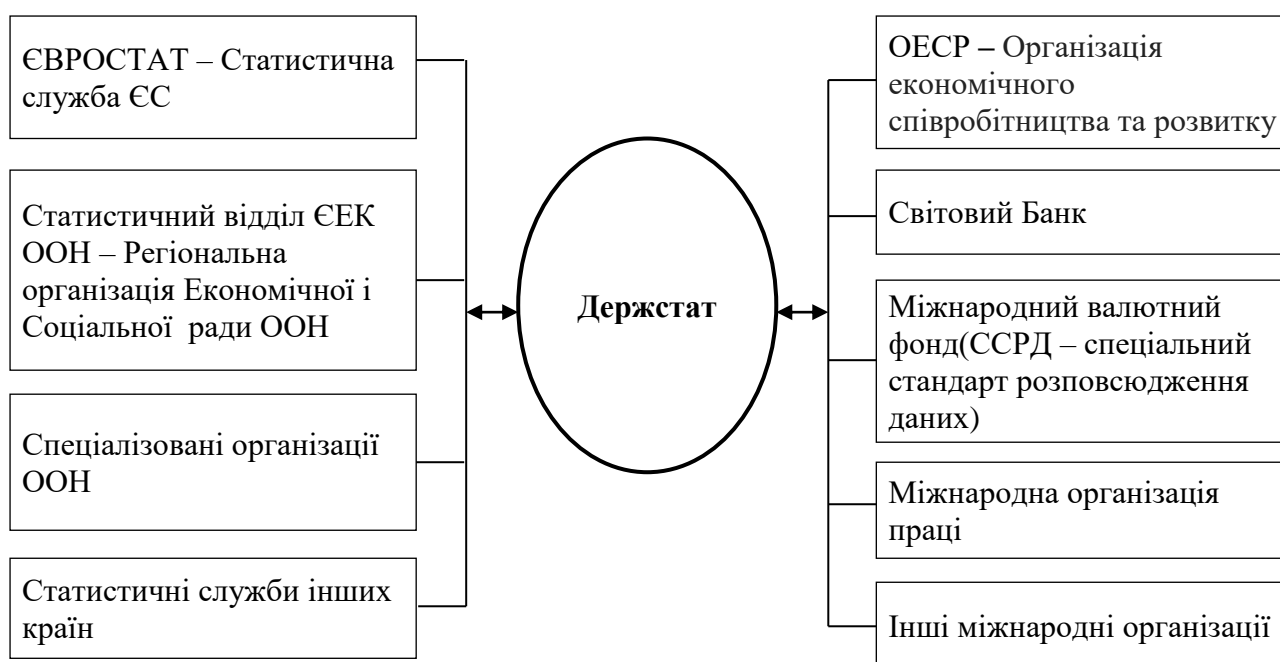 ЄВРОСТАТ – Статистична
служба ЄС
Статистичний відділ ЄЕК
ООН – Регіональна
організація Економічної і
Соціальної ради ООН
Спеціалізовані організації
ООН
Статистичні служби інших
країн
Держстат
ОЕСР – Організація
економічного
співробітництва та розвитку
Світовий Банк
Міжнародний валютний
фонд(ССРД – спеціальний
стандарт розповсюдження
даних)
Міжнародна організація
праці
Інші міжнародні організації